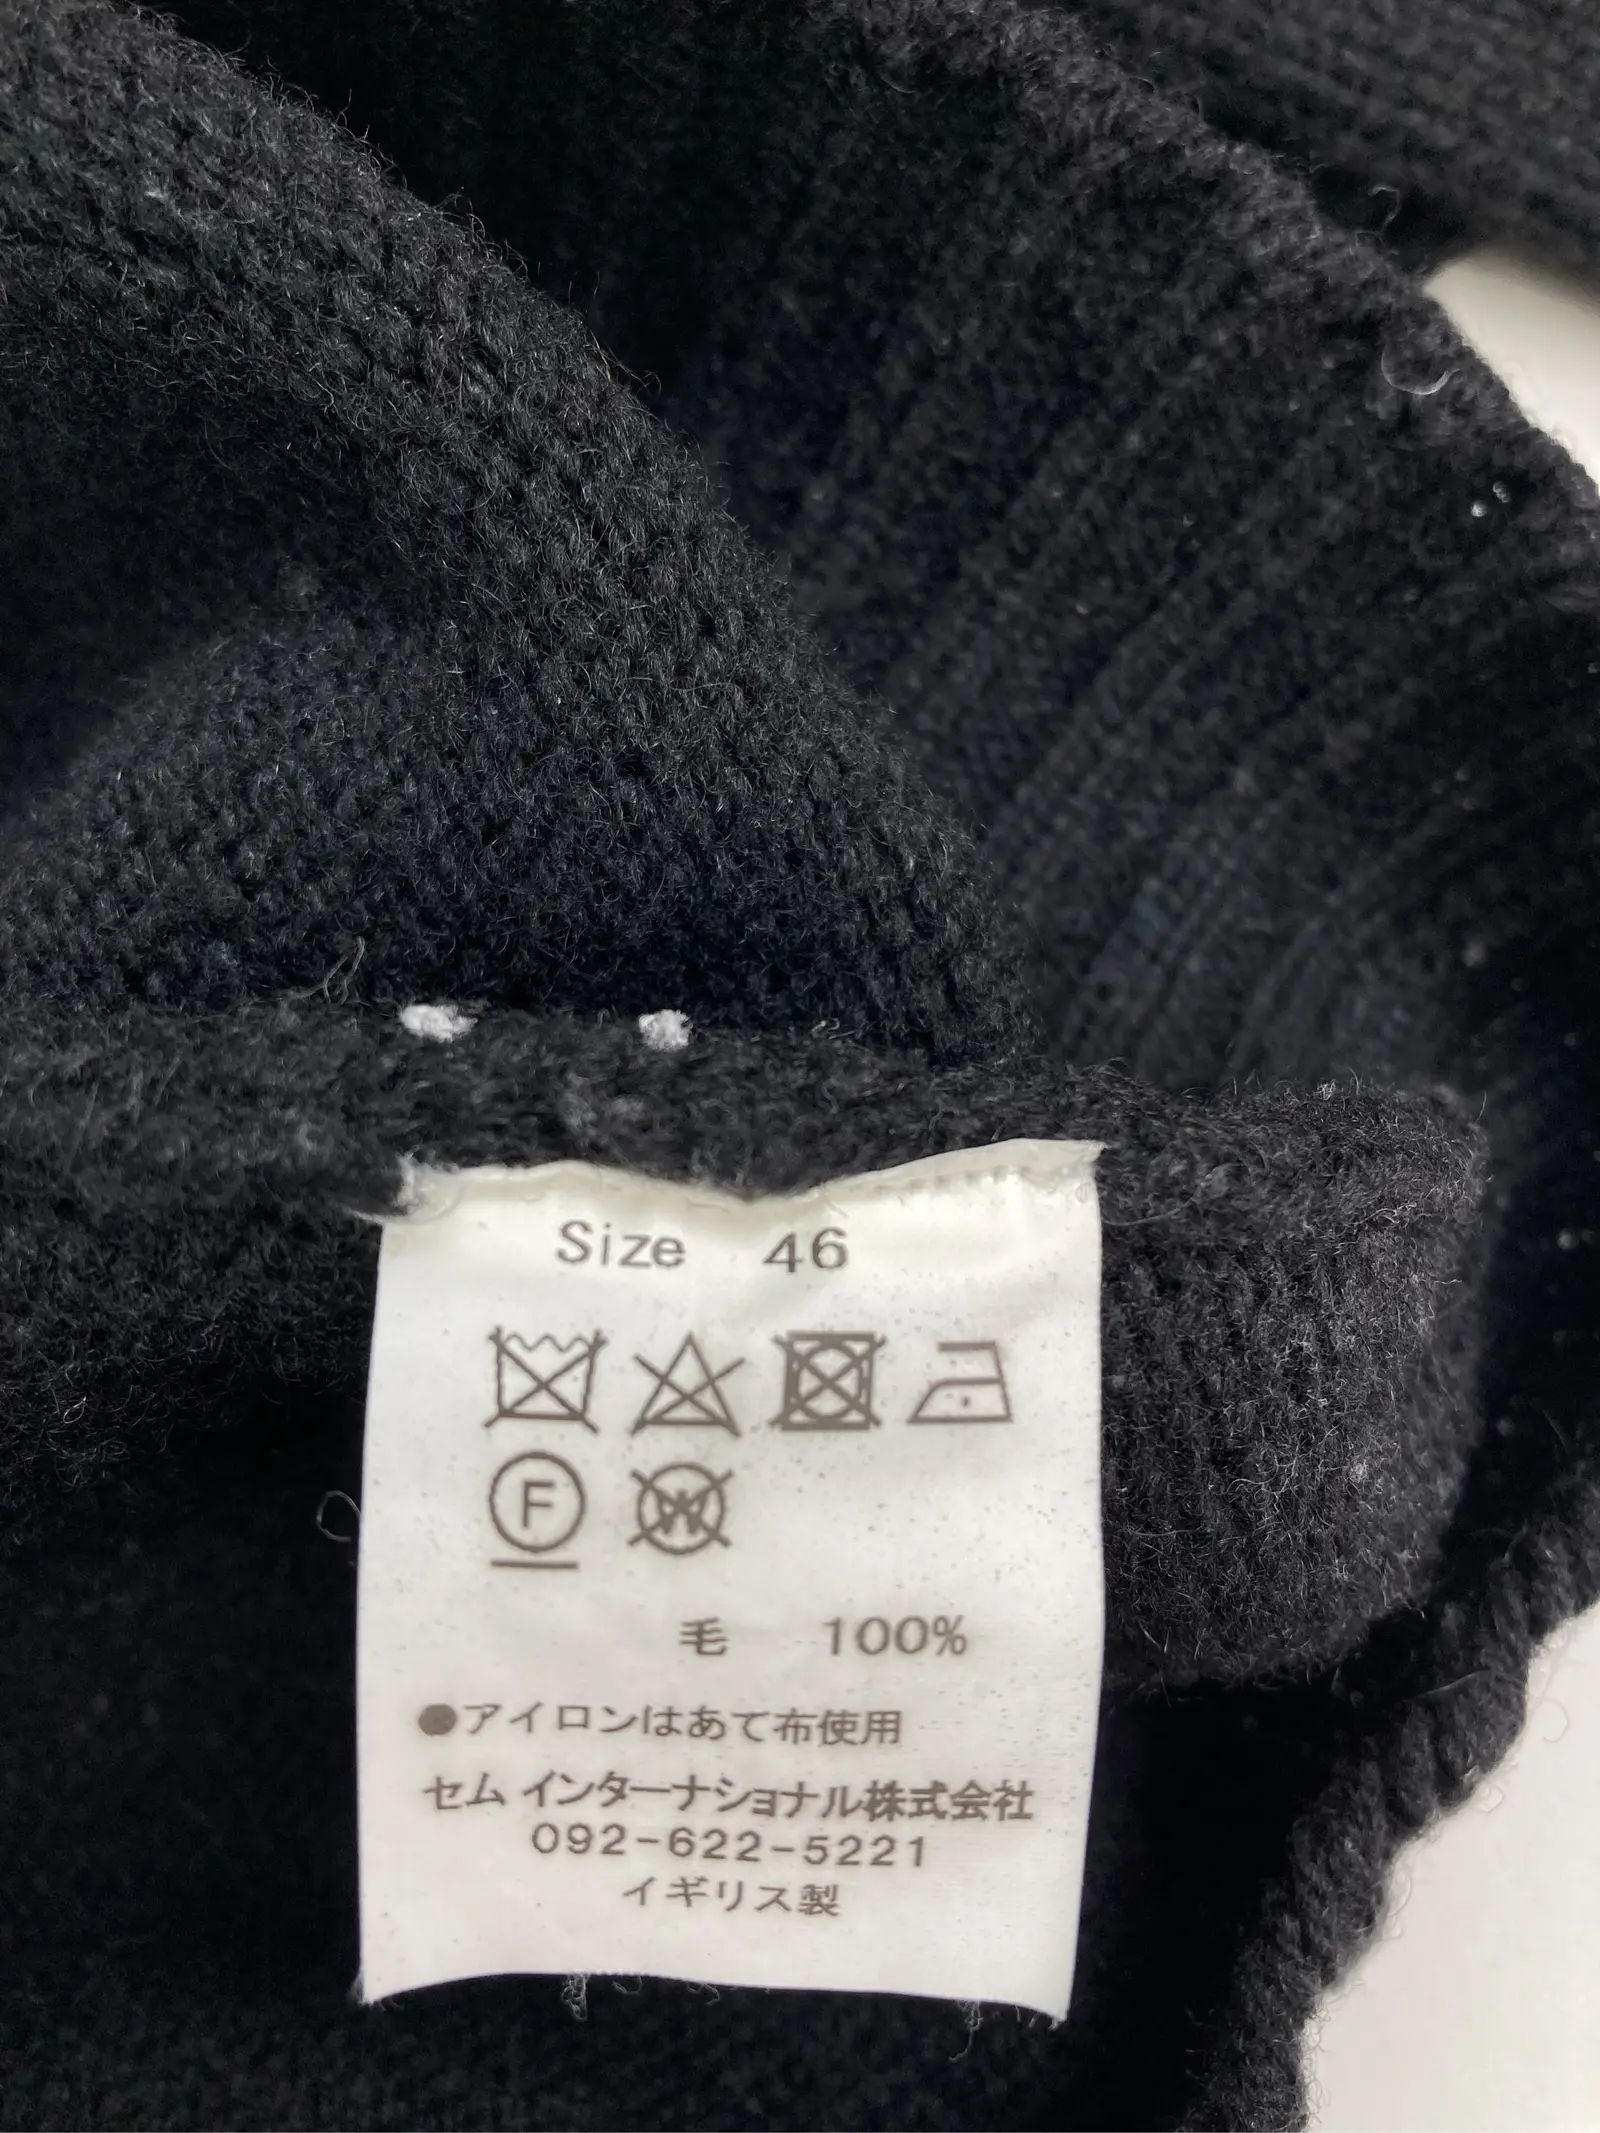 Size 46
F
W
毛 100%
●アイロンはあて布使用
セム インターナショナル株式会社
092-622-5221
イギリス製